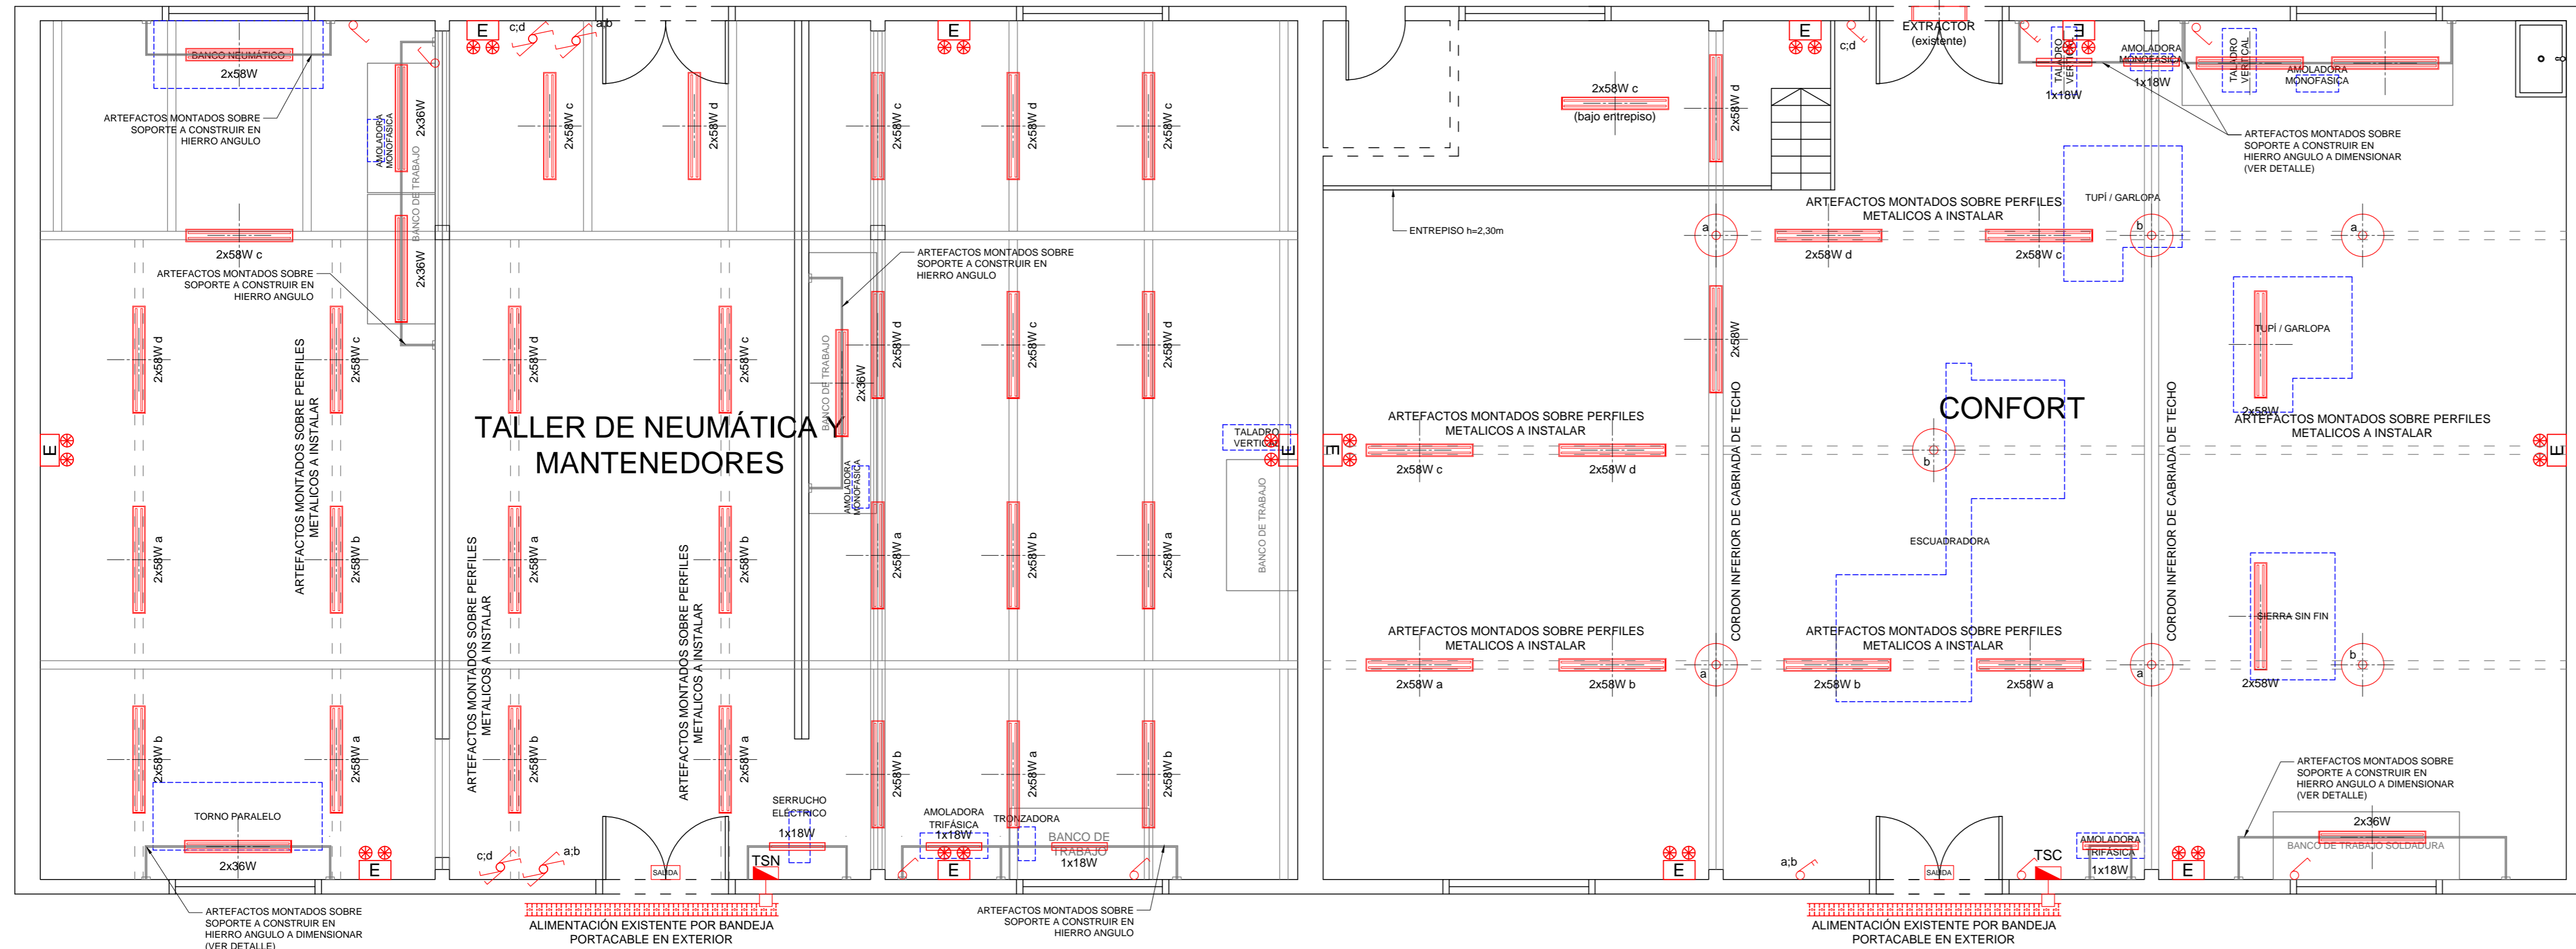 BANCO NEUMÁTICO
2x58W
ARTEFACTOS MONTADOS SOBRE
SOPORTE A CONSTRUIR EN
HIERRO ANGULO
AMOLADORA
MONOFASICA
2x36W
BANCO DE TRABAJO
2x36W
2x58W c
ARTEFACTOS MONTADOS SOBRE
SOPORTE A CONSTRUIR EN
HIERRO ANGULO
2x58W d
2x58W c
ARTEFACTOS MONTADOS SOBRE PERFILES
METALICOS A INSTALAR
E
2x58W a
2x58W b
2x58W b
2x58W a
TORNO PARALELO
2x36W
E
ARTEFACTOS MONTADOS SOBRE
SOPORTE A CONSTRUIR EN
HIERRO ANGULO A DIMENSIONAR
(VER DETALLE)
E
c;d
a;b
2x58W c
2x58W d
2x58W d
2x58W c
TALLER DE NEUMÁTICA Y
MANTENEDORES
2x58W a
2x58W b
ARTEFACTOS MONTADOS SOBRE PERFILES
METALICOS A INSTALAR
ARTEFACTOS MONTADOS SOBRE PERFILES
METALICOS A INSTALAR
2x58W b
2x58W a
c;d
a;b
SALIDA
TSN
SERRUCHO
ELÉCTRICO
1x18W
ALIMENTACIÓN EXISTENTE POR BANDEJA
PORTACABLE EN EXTERIOR
E
2x58W c
2x58W d
2x58W c
ARTEFACTOS MONTADOS SOBRE
SOPORTE A CONSTRUIR EN
HIERRO ANGULO
BANCO DE TRABAJO
2x36W
AMOLADORA
MONOFASICA
2x58W d
2x58W c
2x58W d
TALADRO
VERTICAL
E
BANCO DE TRABAJO
2x58W a
2x58W b
2x58W a
2x58W b
2x58W a
2x58W b
AMOLADORA
TRIFÁSICA
1x18W
E
TRONZADORA
BANCO DE
TRABAJO
1x18W
ARTEFACTOS MONTADOS SOBRE
SOPORTE A CONSTRUIR EN
HIERRO ANGULO
2x58W c
(bajo entrepiso)
2x58W d
E
c;d
EXTRACTOR
(existente)
TALADRO
VERTICAL
1x18W
E
AMOLADORA
MONOFASICA
1x18W
TALADRO
VERTICAL
AMOLADORA
MONOFASICA
ARTEFACTOS MONTADOS SOBRE
SOPORTE A CONSTRUIR EN
HIERRO ANGULO A DIMENSIONAR
(VER DETALLE)
ENTREPISO h=2,30m
ARTEFACTOS MONTADOS SOBRE PERFILES
METALICOS A INSTALAR
TUPÍ / GARLOPA
a
2x58W d
2x58W c
b
a
2x58W
TUPÍ / GARLOPA
2x58W
ARTEFACTOS MONTADOS SOBRE PERFILES
METALICOS A INSTALAR
E
2x58W c
2x58W d
CORDON INFERIOR DE CABRIADA DE TECHO
CONFORT
b
CORDON INFERIOR DE CABRIADA DE TECHO
ARTEFACTOS MONTADOS SOBRE PERFILES
METALICOS A INSTALAR
E
ESCUADRADORA
ARTEFACTOS MONTADOS SOBRE PERFILES
METALICOS A INSTALAR
ARTEFACTOS MONTADOS SOBRE PERFILES
METALICOS A INSTALAR
SIERRA SIN FIN
2x58W a
2x58W b
a
2x58W b
2x58W a
a
2x58W
b
E
a;b
SALIDA
TSC
AMOLADORA
TRIFÁSICA
1x18W
E
2x36W
BANCO DE TRABAJO SOLDADURA
ARTEFACTOS MONTADOS SOBRE
SOPORTE A CONSTRUIR EN
HIERRO ANGULO A DIMENSIONAR
(VER DETALLE)
ALIMENTACIÓN EXISTENTE POR BANDEJA
PORTACABLE EN EXTERIOR